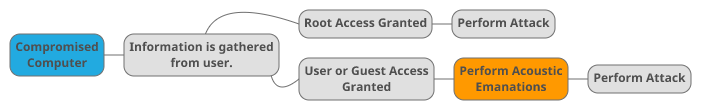 Compromised
Computer
Information is gathered
from user.
Root Access Granted
Perform Attack
User or Guest Access
Granted
Perform Acoustic
Emanations
Perform Attack